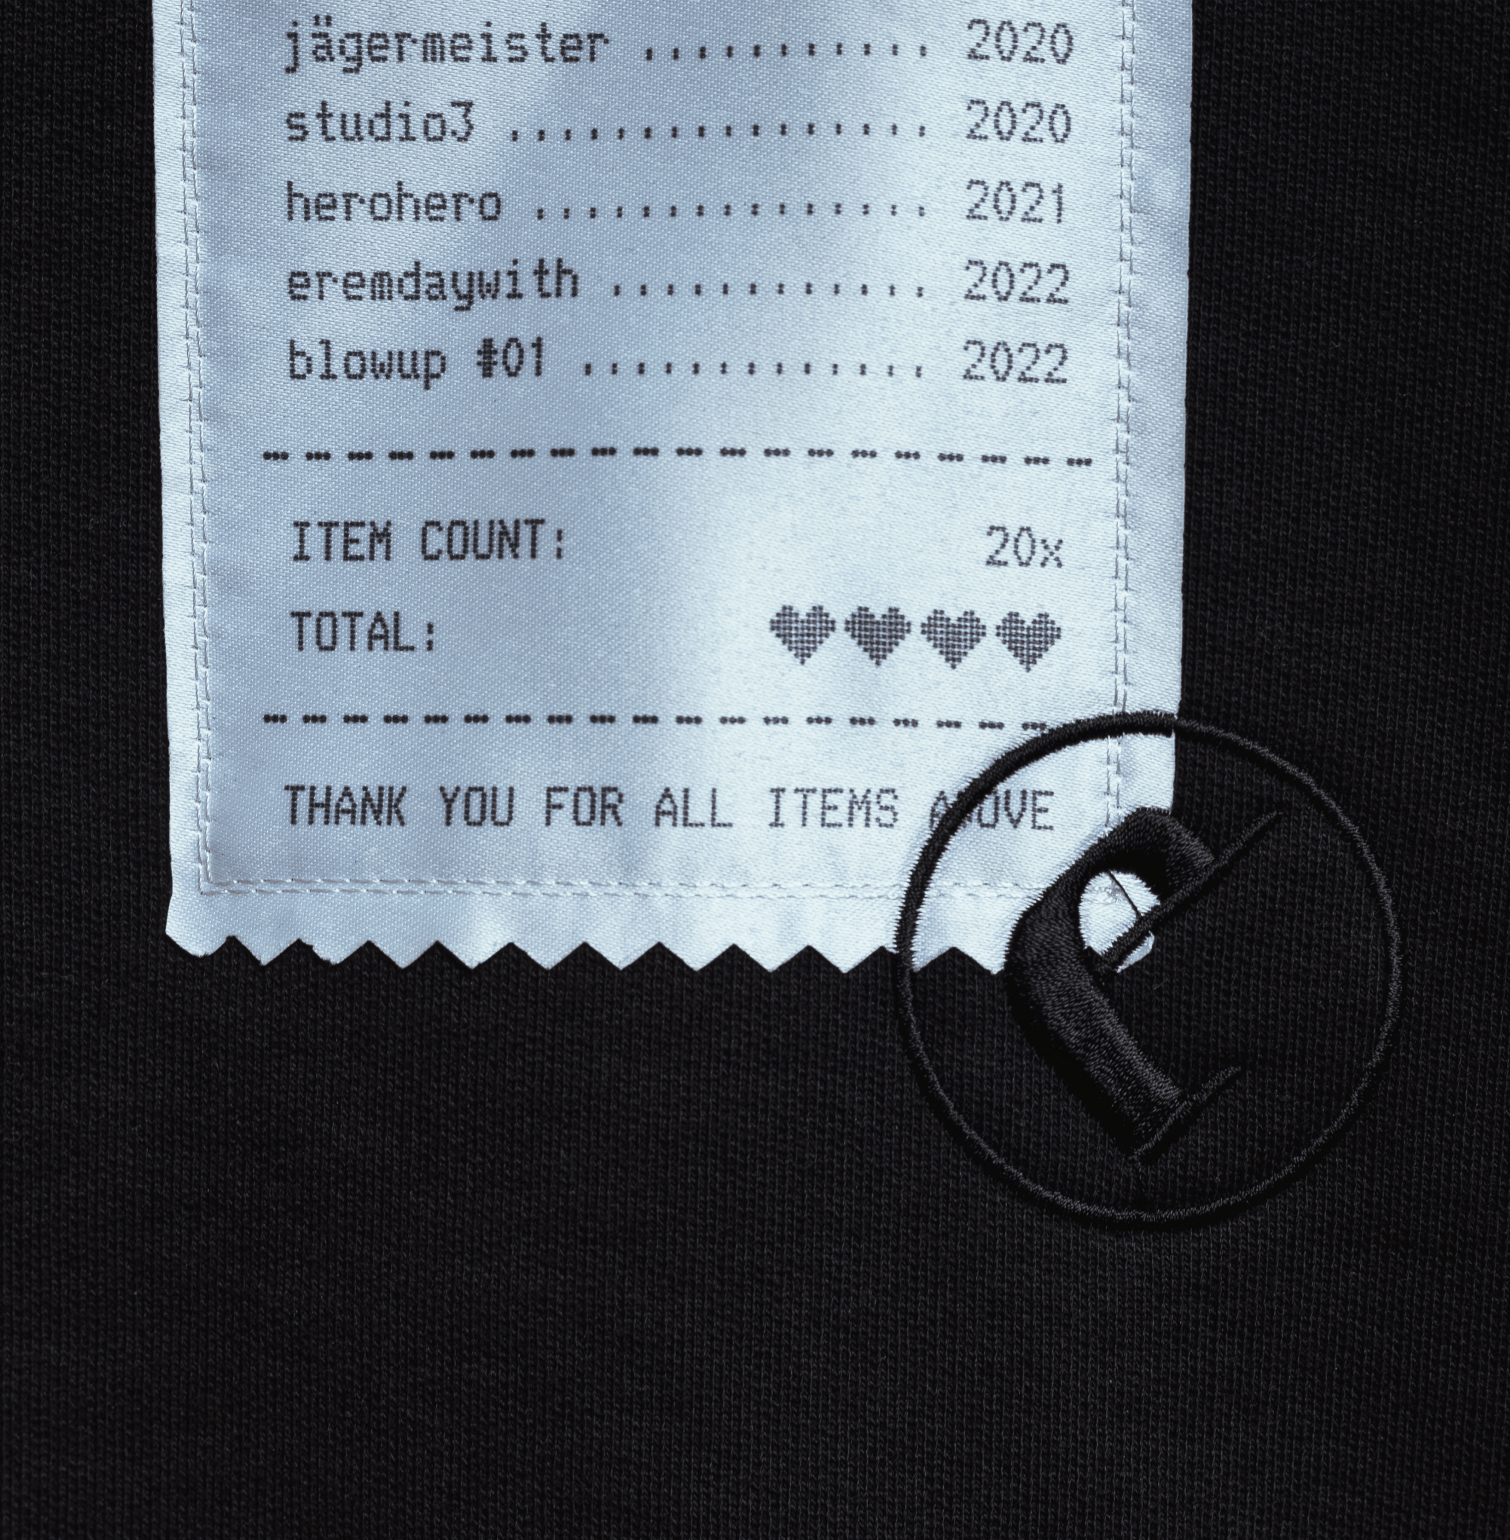 jägermeister ........... 2020
studio3 ................ 2020
herohero ............... 2021
eremdaywith ............ 2022
blowup #01 ............. 2022
ITEM COUNT: 20x
TOTAL: ♥♥♥♥
THANK YOU FOR ALL ITEMS ABOVE